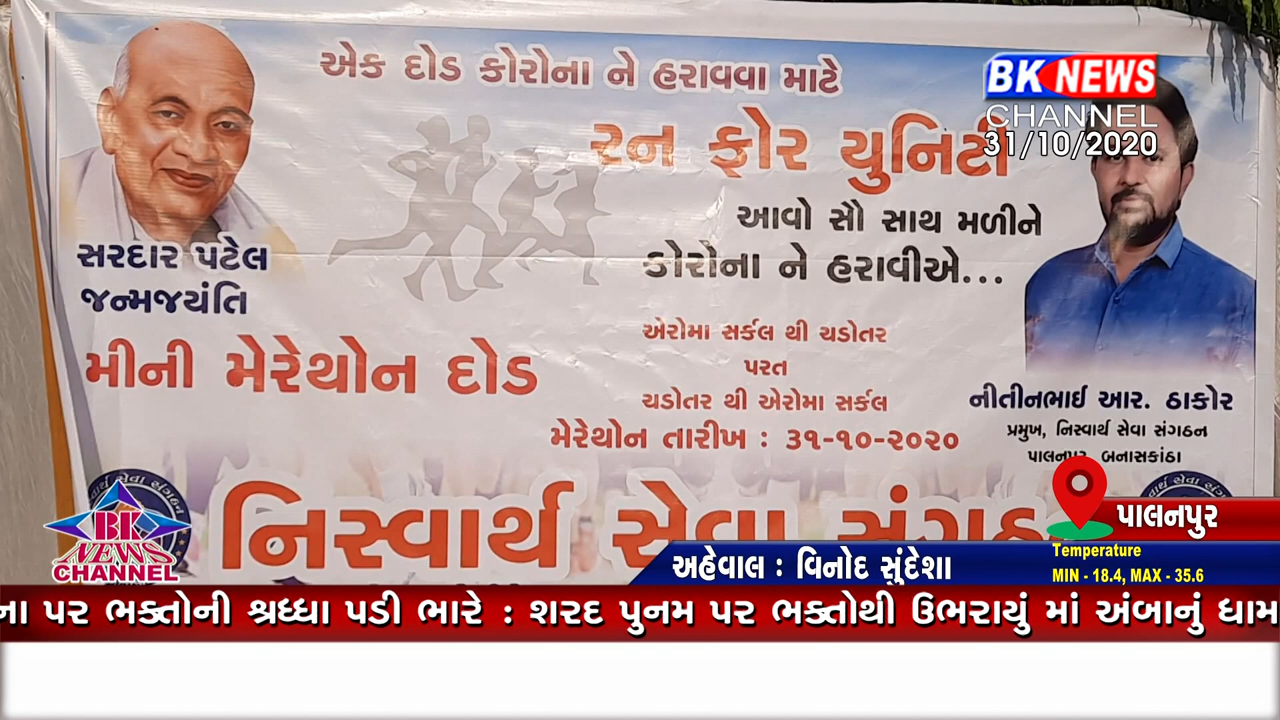 એક દોડ કોરોના ને હરાવવા માટે
રન ફોર યુનિટી
આવો સૌ સાથ મળીને
કોરોના ને હરાવીએ...
સરદાર પટેલ
જન્મજયંતિ
મીની મેરેથોન દોડ
એરોમા સર્કલ થી ચડોતર
પરત
ચડોતર થી એરોમા સર્કલ
મેરેથોન તારીખ : ૩૧-૧૦-૨૦૨૦
નીતીનભાઈ આર. ઠાકોર
પ્રમુખ, નિસ્વાર્થ સેવા સંગઠન
પાલનપુર, બનાસકાંઠા
નિસ્વાર્થ સેવા સંગઠન
BK NEWS
CHANNEL
31/10/2020
BK
NEWS
CHANNEL
પાલનપુર
અહેવાલ : વિનોદ સુંદેશા
Temperature
MIN - 18.4, MAX - 35.6
ના પર ભક્તોની શ્રધ્ધા પડી ભારે : શરદ પુનમ પર ભક્તોથી ઉભરાયું માં અંબાનું ધામ